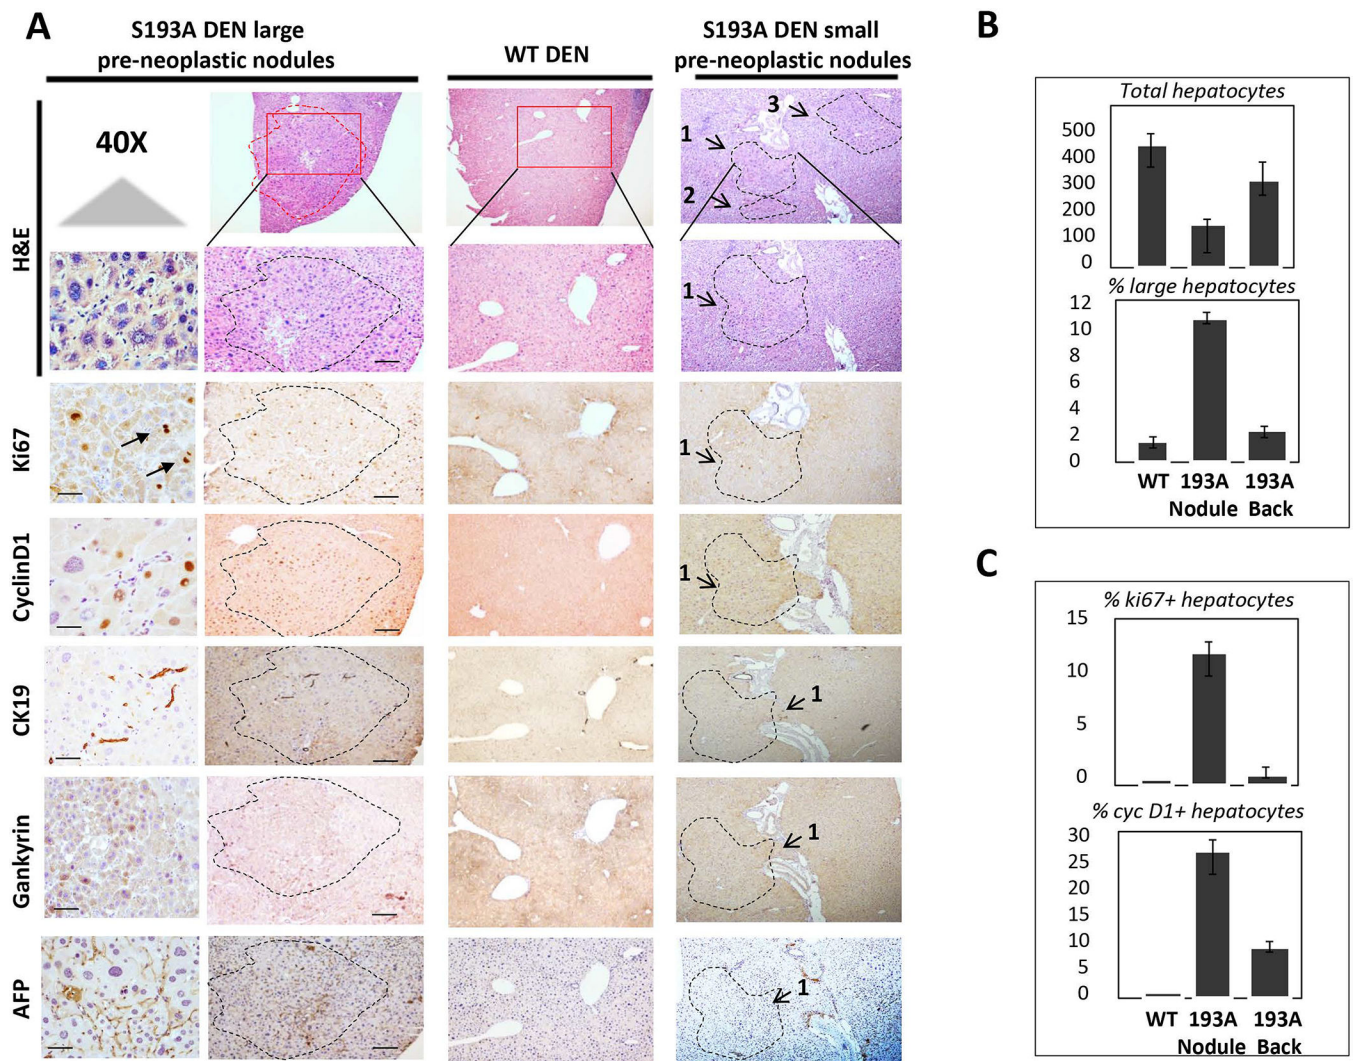 A
S193A DEN large
pre-neoplastic nodules
WT DEN
S193A DEN small
pre-neoplastic nodules
H&E
40X
1
2
3
1
Ki67
1
CyclinD1
1
CK19
1
Gankyrin
1
AFP
1
B
Total hepatocytes
500
400
300
200
100
0
% large hepatocytes
12
10
8
6
4
2
0
WT 193A 193A
Nodule Back
C
% ki67+ hepatocytes
15
10
5
0
% cyc D1+ hepatocytes
30
25
20
15
10
5
0
WT 193A 193A
Nodule Back